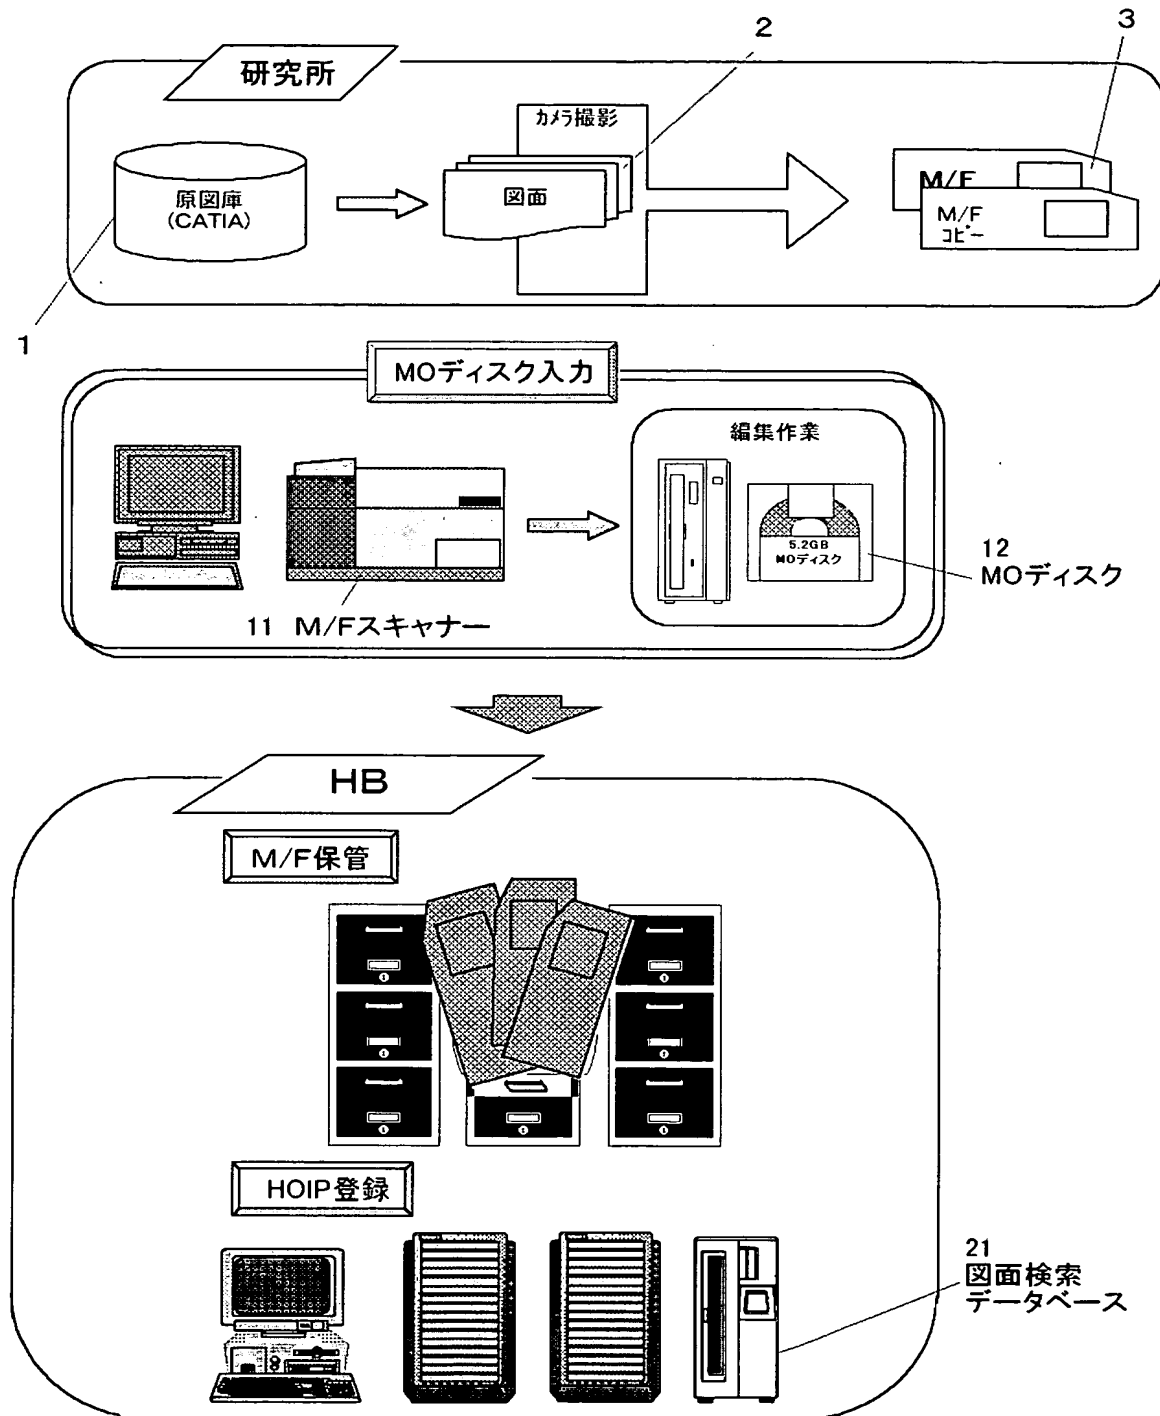 2
3
研究所
カメラ撮影
原図庫
(CATIA)
図面
M/F
M/F
コピー
1
MOディスク入力
編集作業
5.2GB
MOディスク
12
MOディスク
11 M/Fスキャナー
HB
M/F保管
HOIP登録
21
図面検索
データベース